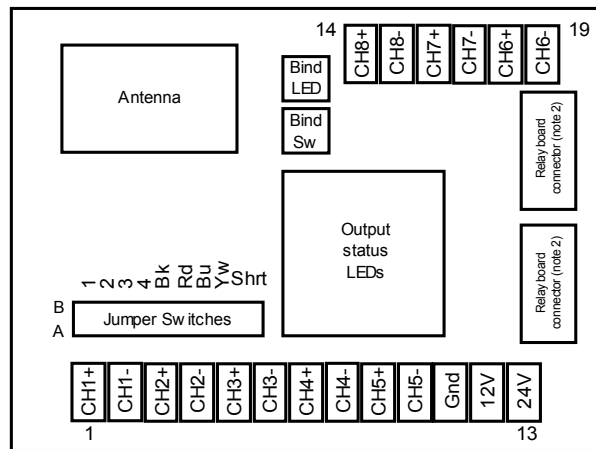 14
19
CH8+
CH8-
CH7+
CH7-
CH6+
CH6-
Antenna
Bind
LED
Bind
Sw
Relay board
connector (note 2)
Output
status
LEDs
Relay board
connector (note 2)
1
2
3
4
Bk
Rd
Bu
Yw
Shrt
B
A
Jumper Switches
CH1+
CH1-
CH2+
CH2-
CH3+
CH3-
CH4+
CH4-
CH5+
CH5-
Gnd
12V
24V
1
13